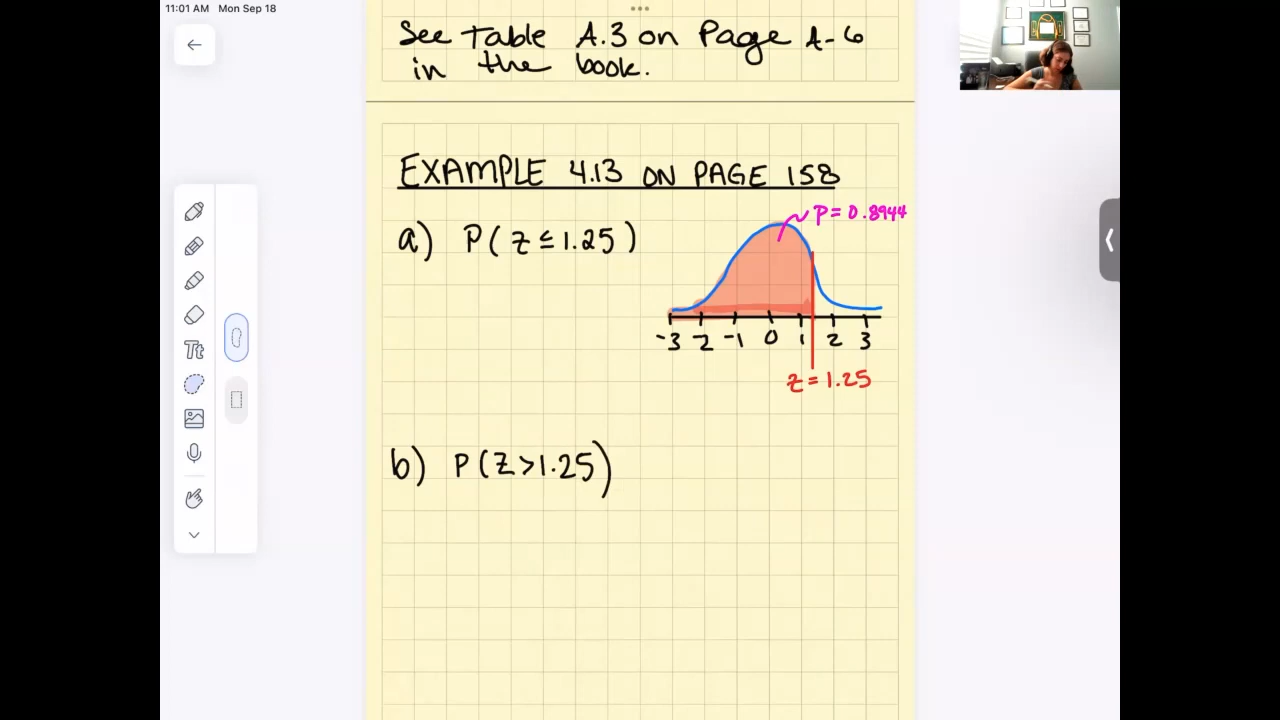 11:01 AM Mon Sep 18
See Table A.3 on Page A-6
in the book.
EXAMPLE 4.13 ON PAGE 158
P = 0.8944
a) P( Z ≤ 1.25 )
-3 -2 -1 0 1 2 3
Z = 1.25
b) P(Z > 1.25)
Tt